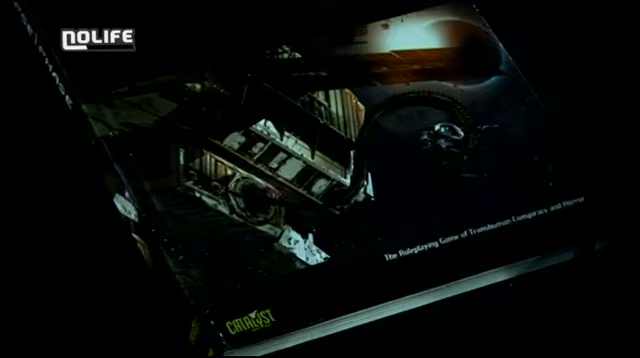 NOLIFE
The Roleplaying Game of Transhuman Conspiracy and Horror
CATALYST